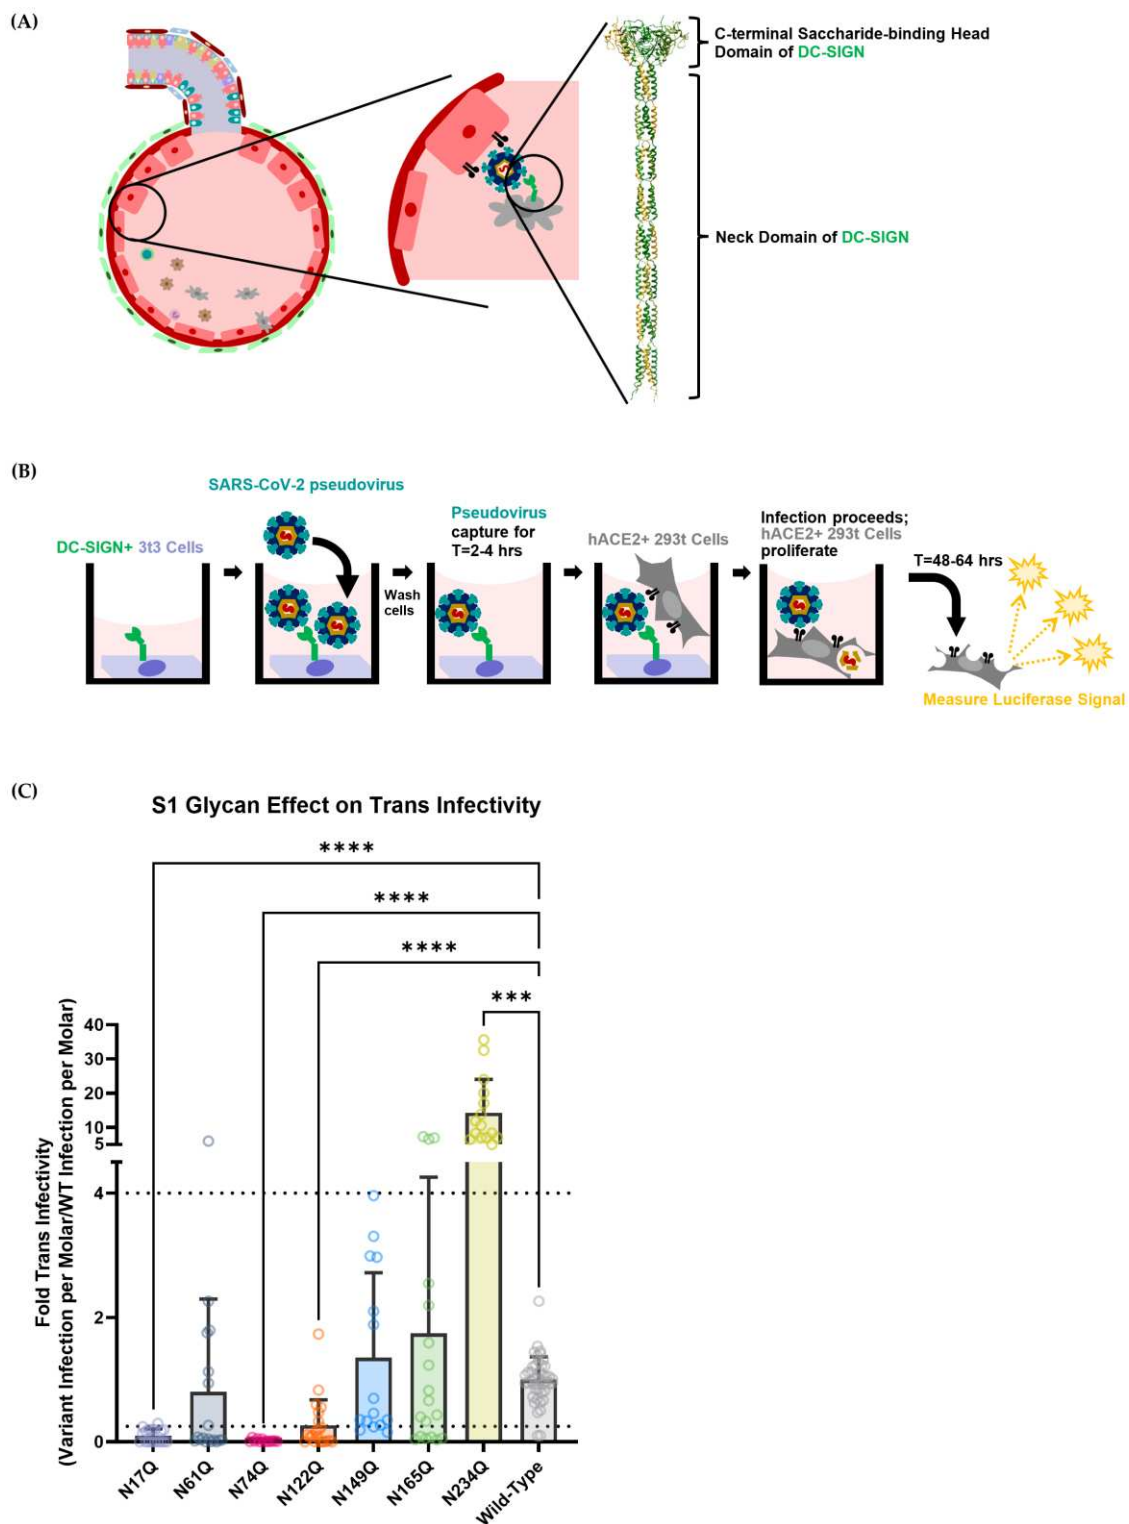 (A)
C-terminal Saccharide-binding Head
Domain of DC-SIGN
Neck Domain of DC-SIGN
(B)
SARS-CoV-2 pseudovirus
DC-SIGN+ 3t3 Cells
Wash
cells
Pseudovirus
capture for
T=2-4 hrs
hACE2+ 293t Cells
Infection proceeds;
hACE2+ 293t Cells
proliferate
T=48-64 hrs
Measure Luciferase Signal
(C)
S1 Glycan Effect on Trans Infectivity
****
****
****
***
Fold Trans Infectivity
(Variant Infection per Molar/WT Infection per Molar)
40
30
20
10
5
4
2
0
N17Q
N61Q
N74Q
N122Q
N149Q
N165Q
N234Q
Wild-Type